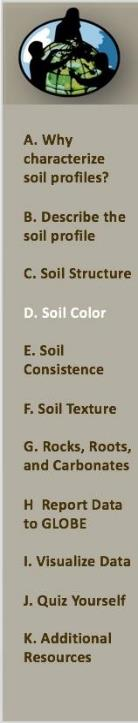 A. Why
characterize
soil profiles?
B. Describe the
soil profile
C. Soil Structure
D. Soil Color
E. Soil
Consistence
F. Soil Texture
G. Rocks, Roots,
and Carbonates
H  Report Data
to GLOBE
I. Visualize Data
J. Quiz Yourself
K. Additional
Resources